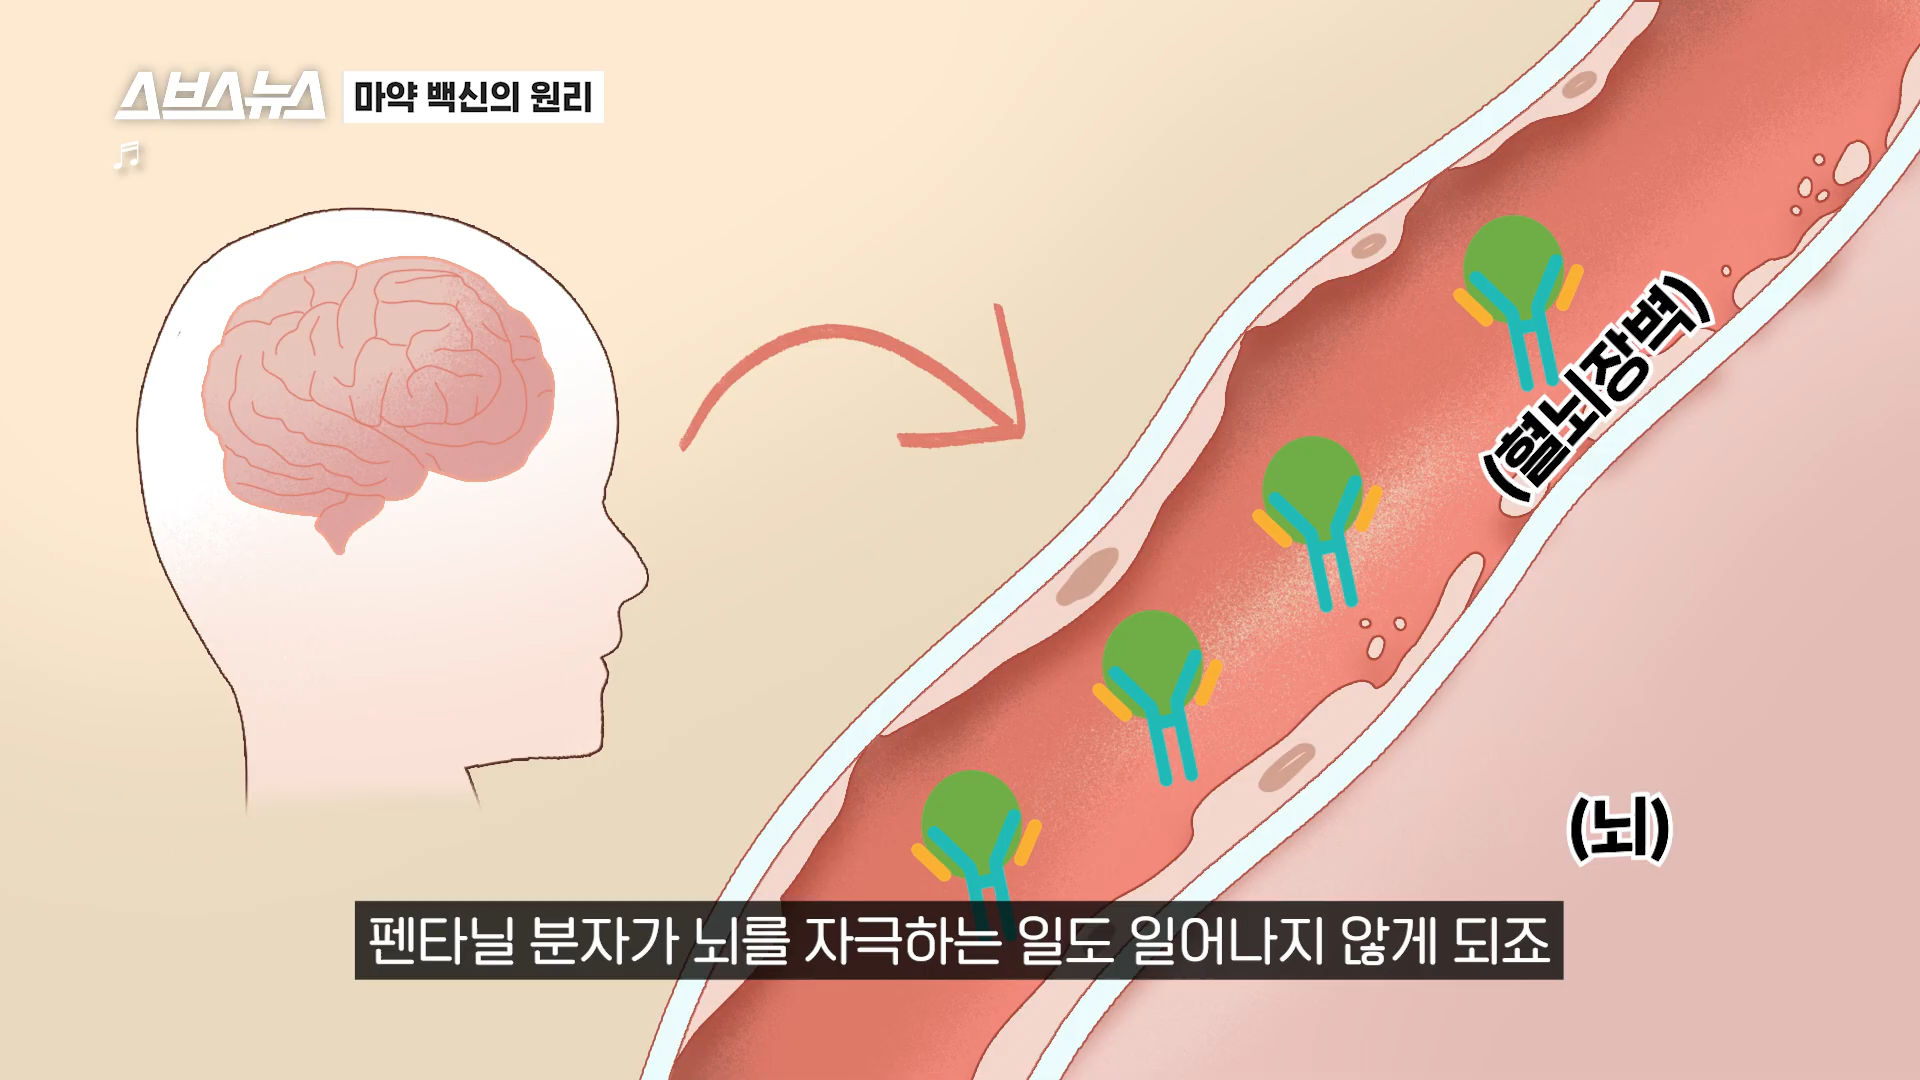 스브스뉴스
마약 백신의 원리
(혈뇌장벽)
(뇌)
펜타닐 분자가 뇌를 자극하는 일도 일어나지 않게 되죠